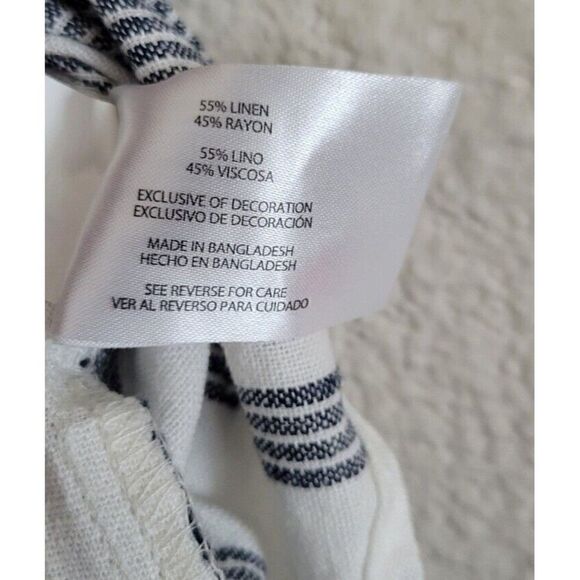 55% LINEN
45% RAYON
55% LINO
45% VISCOSA
EXCLUSIVE OF DECORATION
EXCLUSIVO DE DECORACIÓN
MADE IN BANGLADESH
HECHO EN BANGLADESH
SEE REVERSE FOR CARE
VER AL REVERSO PARA CUIDADO